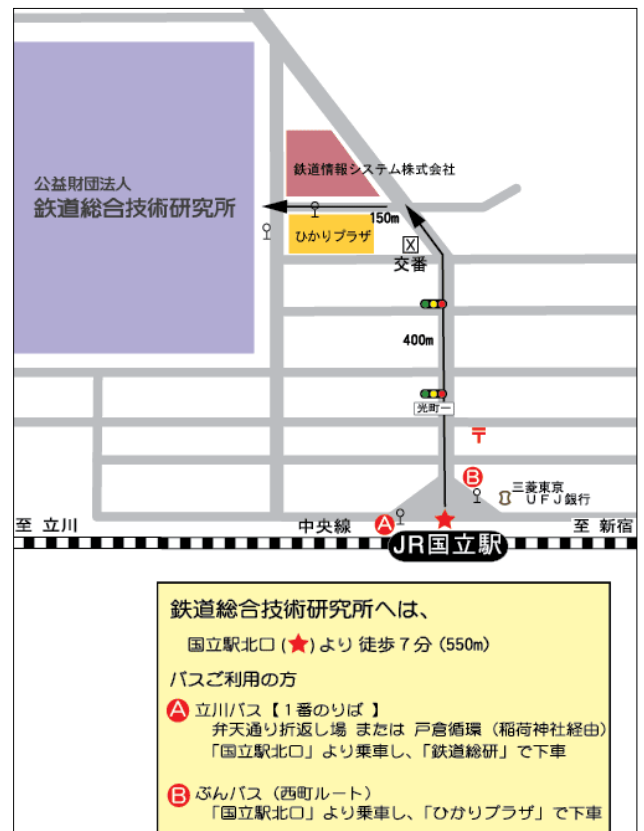 公益財団法人
鉄道総合技術研究所
鉄道情報システム株式会社
150m
ひかりプラザ
X
交番
400m
光町一
〒
B
三菱東京
UFJ銀行
至 立川
中央線
A
至 新宿
JR国立駅
鉄道総合技術研究所へは、
国立駅北口(★)より 徒歩7分(550m)
バスご利用の方
A 立川バス【1番のりば 】
弁天通り折返し場 または 戸倉循環(稲荷神社経由)
「国立駅北口」より乗車し、「鉄道総研」で下車
B ぶんバス(西町ルート)
「国立駅北口」より乗車し、「ひかりプラザ」で下車